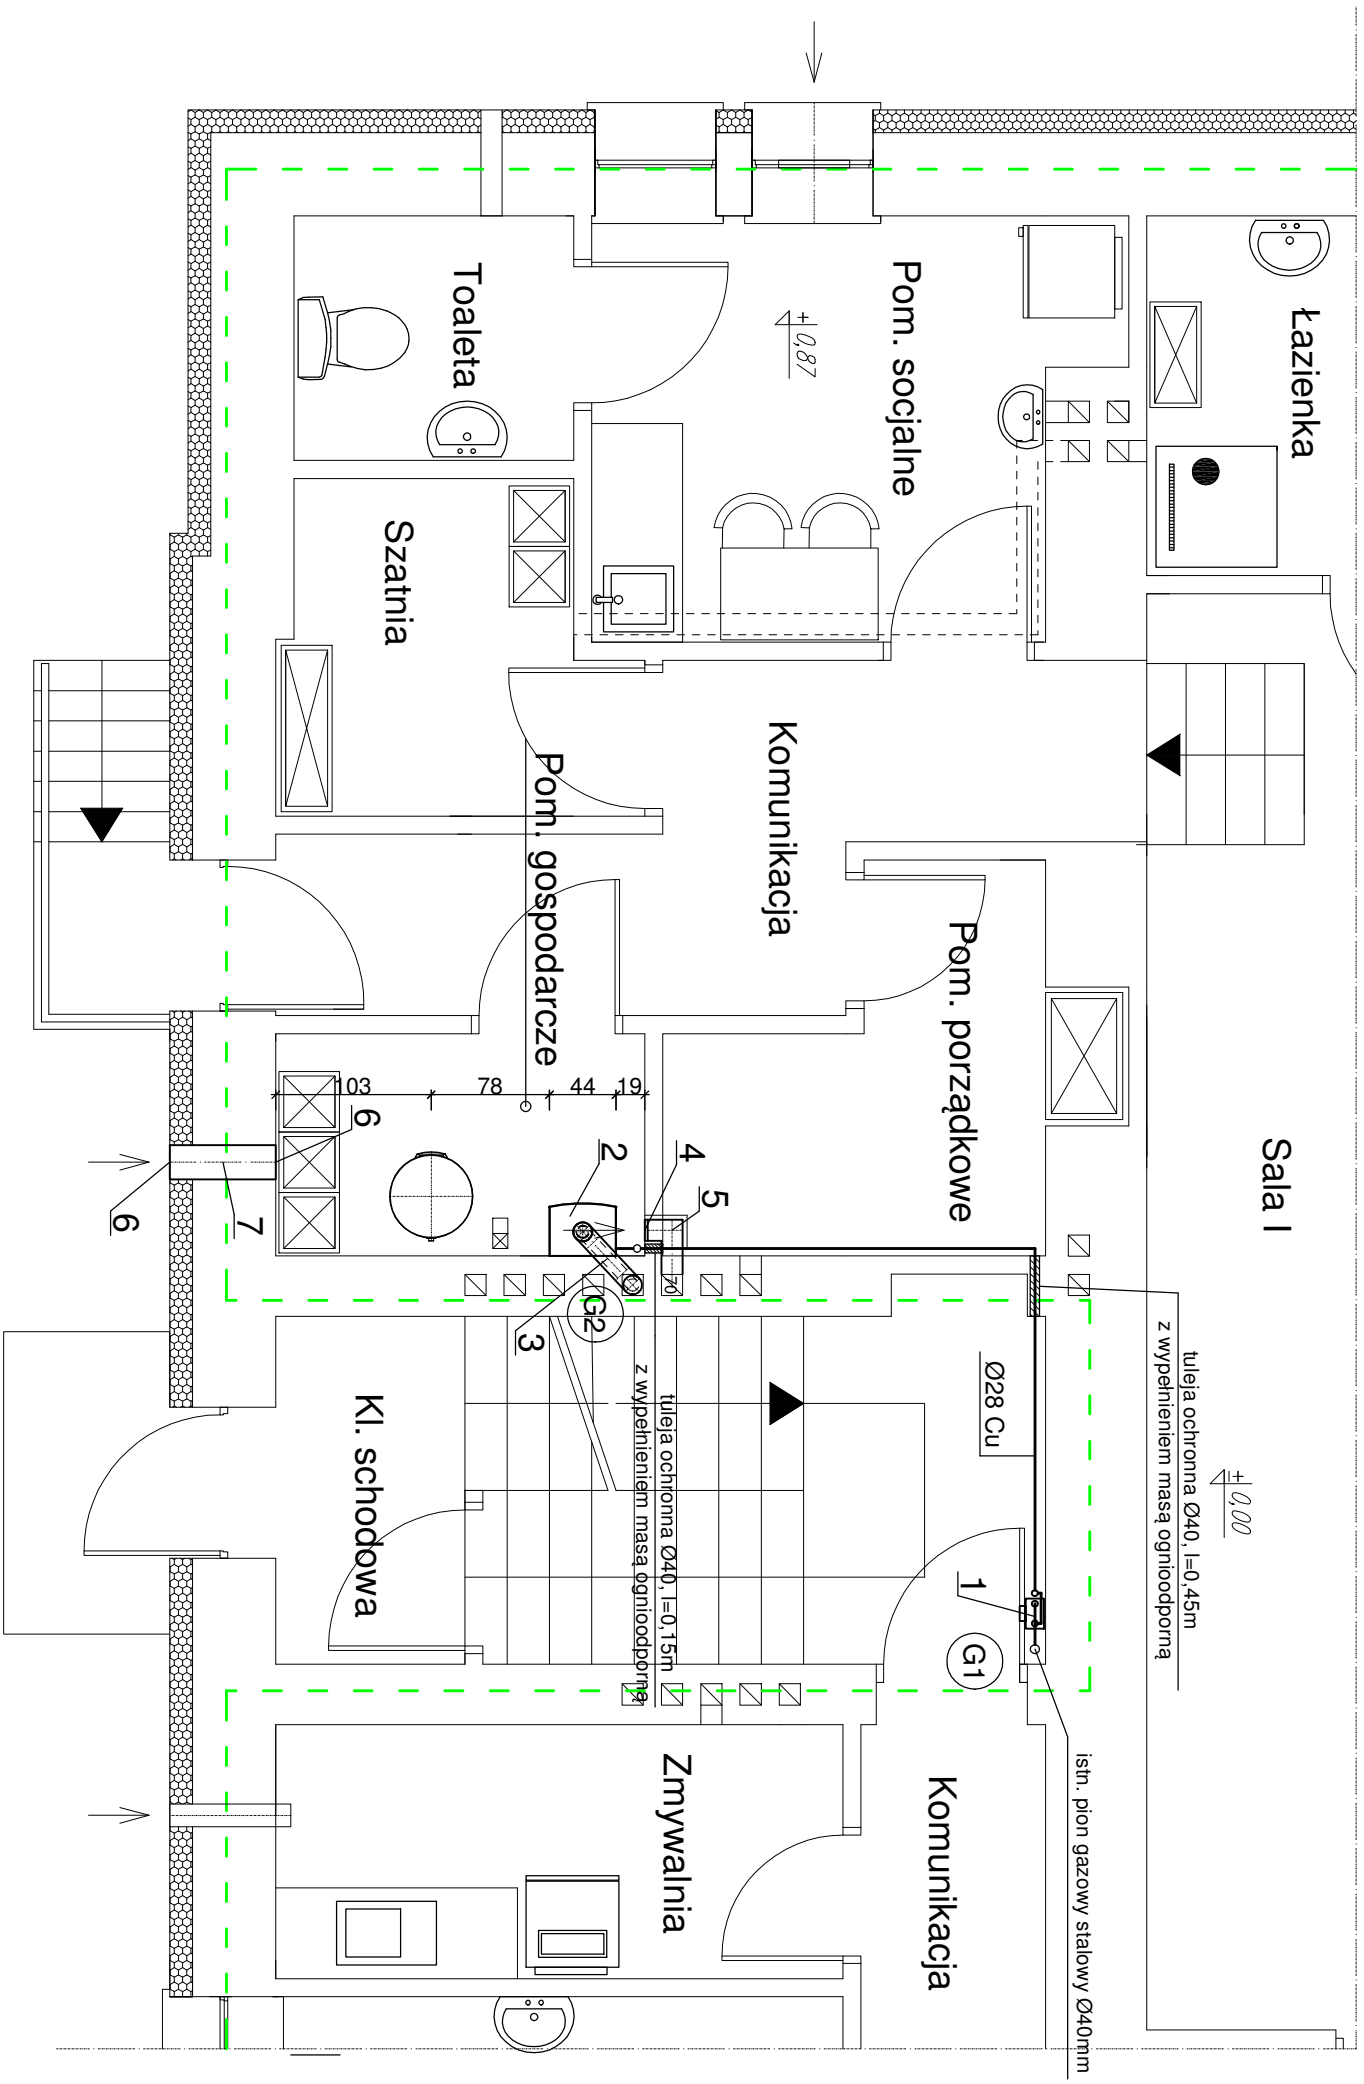 Łazienka
Pom. socjalne
+0,87
Toaleta
Szatnia
Komunikacja
Pom. gospodarcze
Pom. porządkowe
Sala I
±0,00
103
78
44
19
6
6
7
2
4
5
3
70
G2
Kl. schodowa
tuleja ochronna Ø40, l=0,15m
z wypełnieniem masą ognioodporną
Ø28 Cu
tuleja ochronna Ø40, l=0,45m
z wypełnieniem masą ognioodporną
1
G1
istn. pion gazowy stalowy Ø40mm
Zmywalnia
Komunikacja